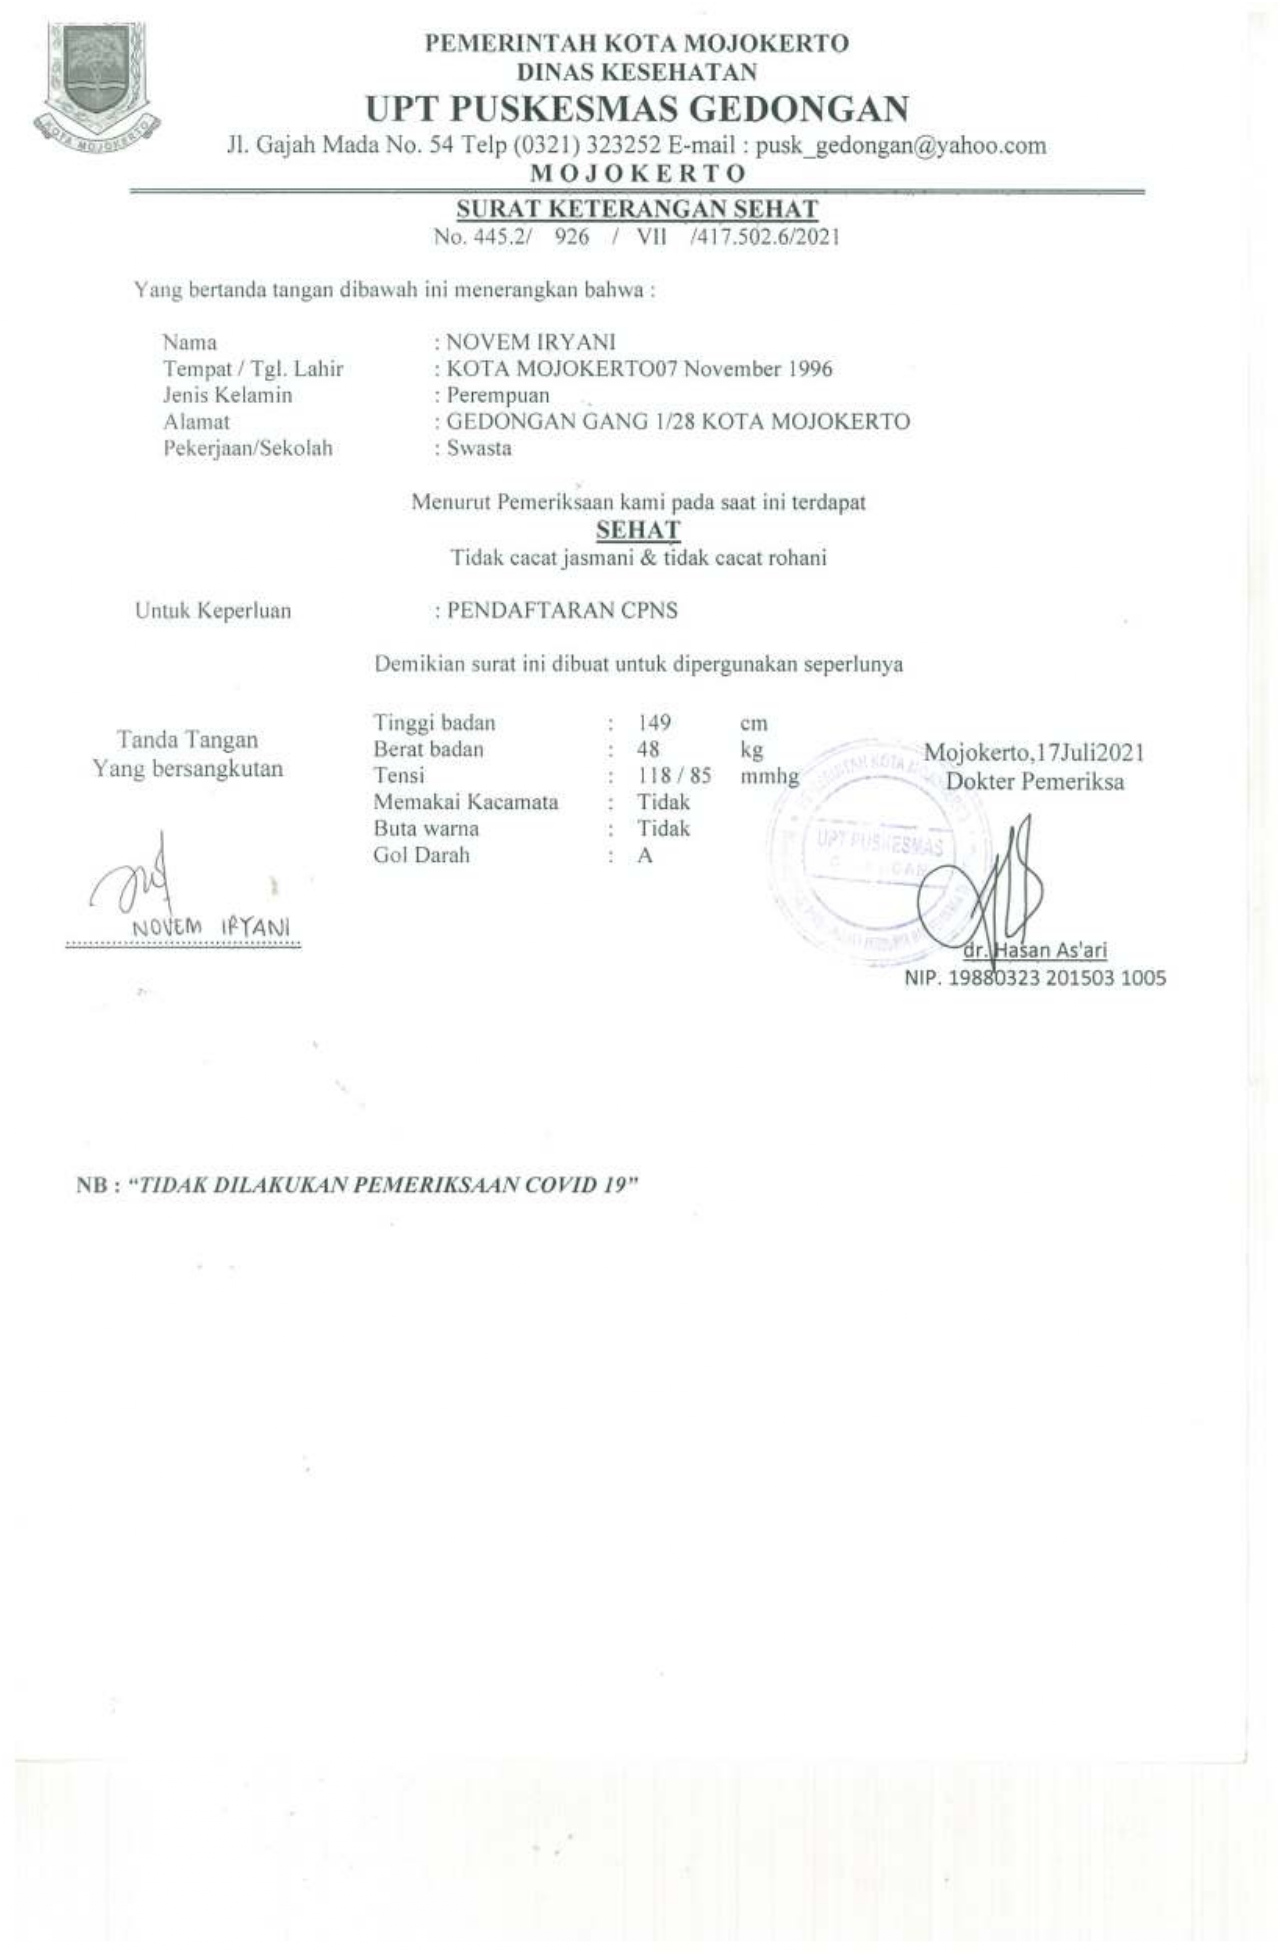 PEMERINTAH KOTA MOJOKERTO
DINAS KESEHATAN
UPT PUSKESMAS GEDONGAN
Jl. Gajah Mada No. 54 Telp (0321) 323252 E-mail : pusk_gedongan@yahoo.com
MOJOKERTO
KOTA MOJOKERTO
SURAT KETERANGAN SEHAT
No. 445.2/ 926 / VII /417.502.6/2021
Yang bertanda tangan dibawah ini menerangkan bahwa :
Nama : NOVEM IRYANI
Tempat / Tgl. Lahir : KOTA MOJOKERTO07 November 1996
Jenis Kelamin : Perempuan
Alamat : GEDONGAN GANG 1/28 KOTA MOJOKERTO
Pekerjaan/Sekolah : Swasta
Menurut Pemeriksaan kami pada saat ini terdapat
SEHAT
Tidak cacat jasmani & tidak cacat rohani
Untuk Keperluan : PENDAFTARAN CPNS
Demikian surat ini dibuat untuk dipergunakan seperlunya
Tanda Tangan
Yang bersangkutan
NOVEM IRYANI
Tinggi badan : 149 cm
Berat badan : 48 kg
Tensi : 118 / 85 mmhg
Memakai Kacamata : Tidak
Buta warna : Tidak
Gol Darah : A
Mojokerto,17Juli2021
Dokter Pemeriksa
UPT PUSKESMAS
dr. Hasan As'ari
NIP. 19880323 201503 1005
NB : “TIDAK DILAKUKAN PEMERIKSAAN COVID 19”